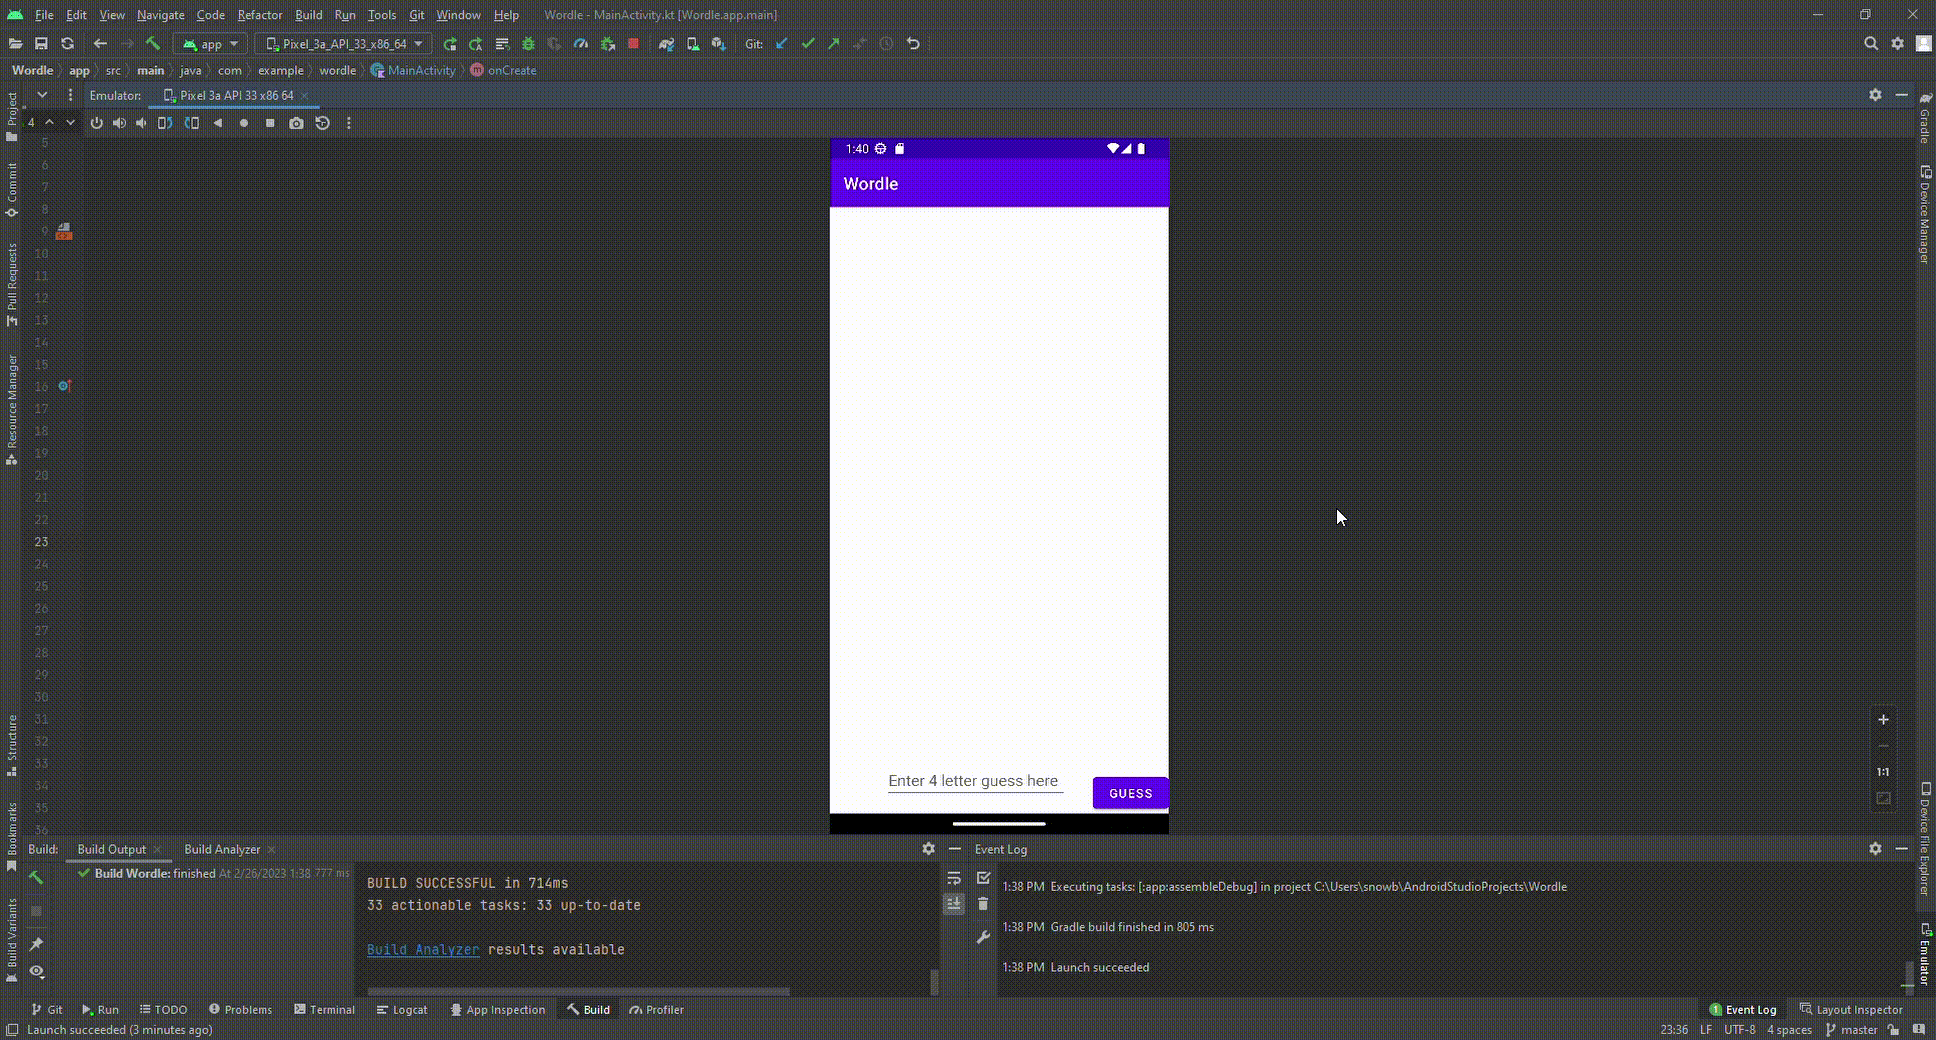 File Edit View Navigate Code Refactor Build Run Tools Git Window Help Wordle - MainActivity.kt [Wordle.app.main]
app Pixel_3a_API_33_x86_64 Git:
Wordle app src main java com example wordle MainActivity onCreate
Emulator: Pixel 3a API 33 x86 64
4
5
6
7
8
9
10
11
12
13
14
15
16
17
18
19
20
21
22
23
24
25
26
27
28
29
30
31
32
33
34
35
36
Project
Commit
Pull Requests
Resource Manager
Structure
Bookmarks
Build Variants
1:40
Wordle
Enter 4 letter guess here
GUESS
Gradle
Device Manager
1:1
Device File Explorer
Emulator
Build: Build Output Build Analyzer
Build Wordle: finished At 2/26/2023 1:38 777 ms
BUILD SUCCESSFUL in 714ms
33 actionable tasks: 33 up-to-date
Build Analyzer results available
Event Log
1:38 PM Executing tasks: [:app:assembleDebug] in project C:\Users\snowb\AndroidStudioProjects\Wordle
1:38 PM Gradle build finished in 805 ms
1:38 PM Launch succeeded
Git Run TODO Problems Terminal Logcat App Inspection Build Profiler 1 Event Log Layout Inspector
Launch succeeded (3 minutes ago) 23:36 LF UTF-8 4 spaces master